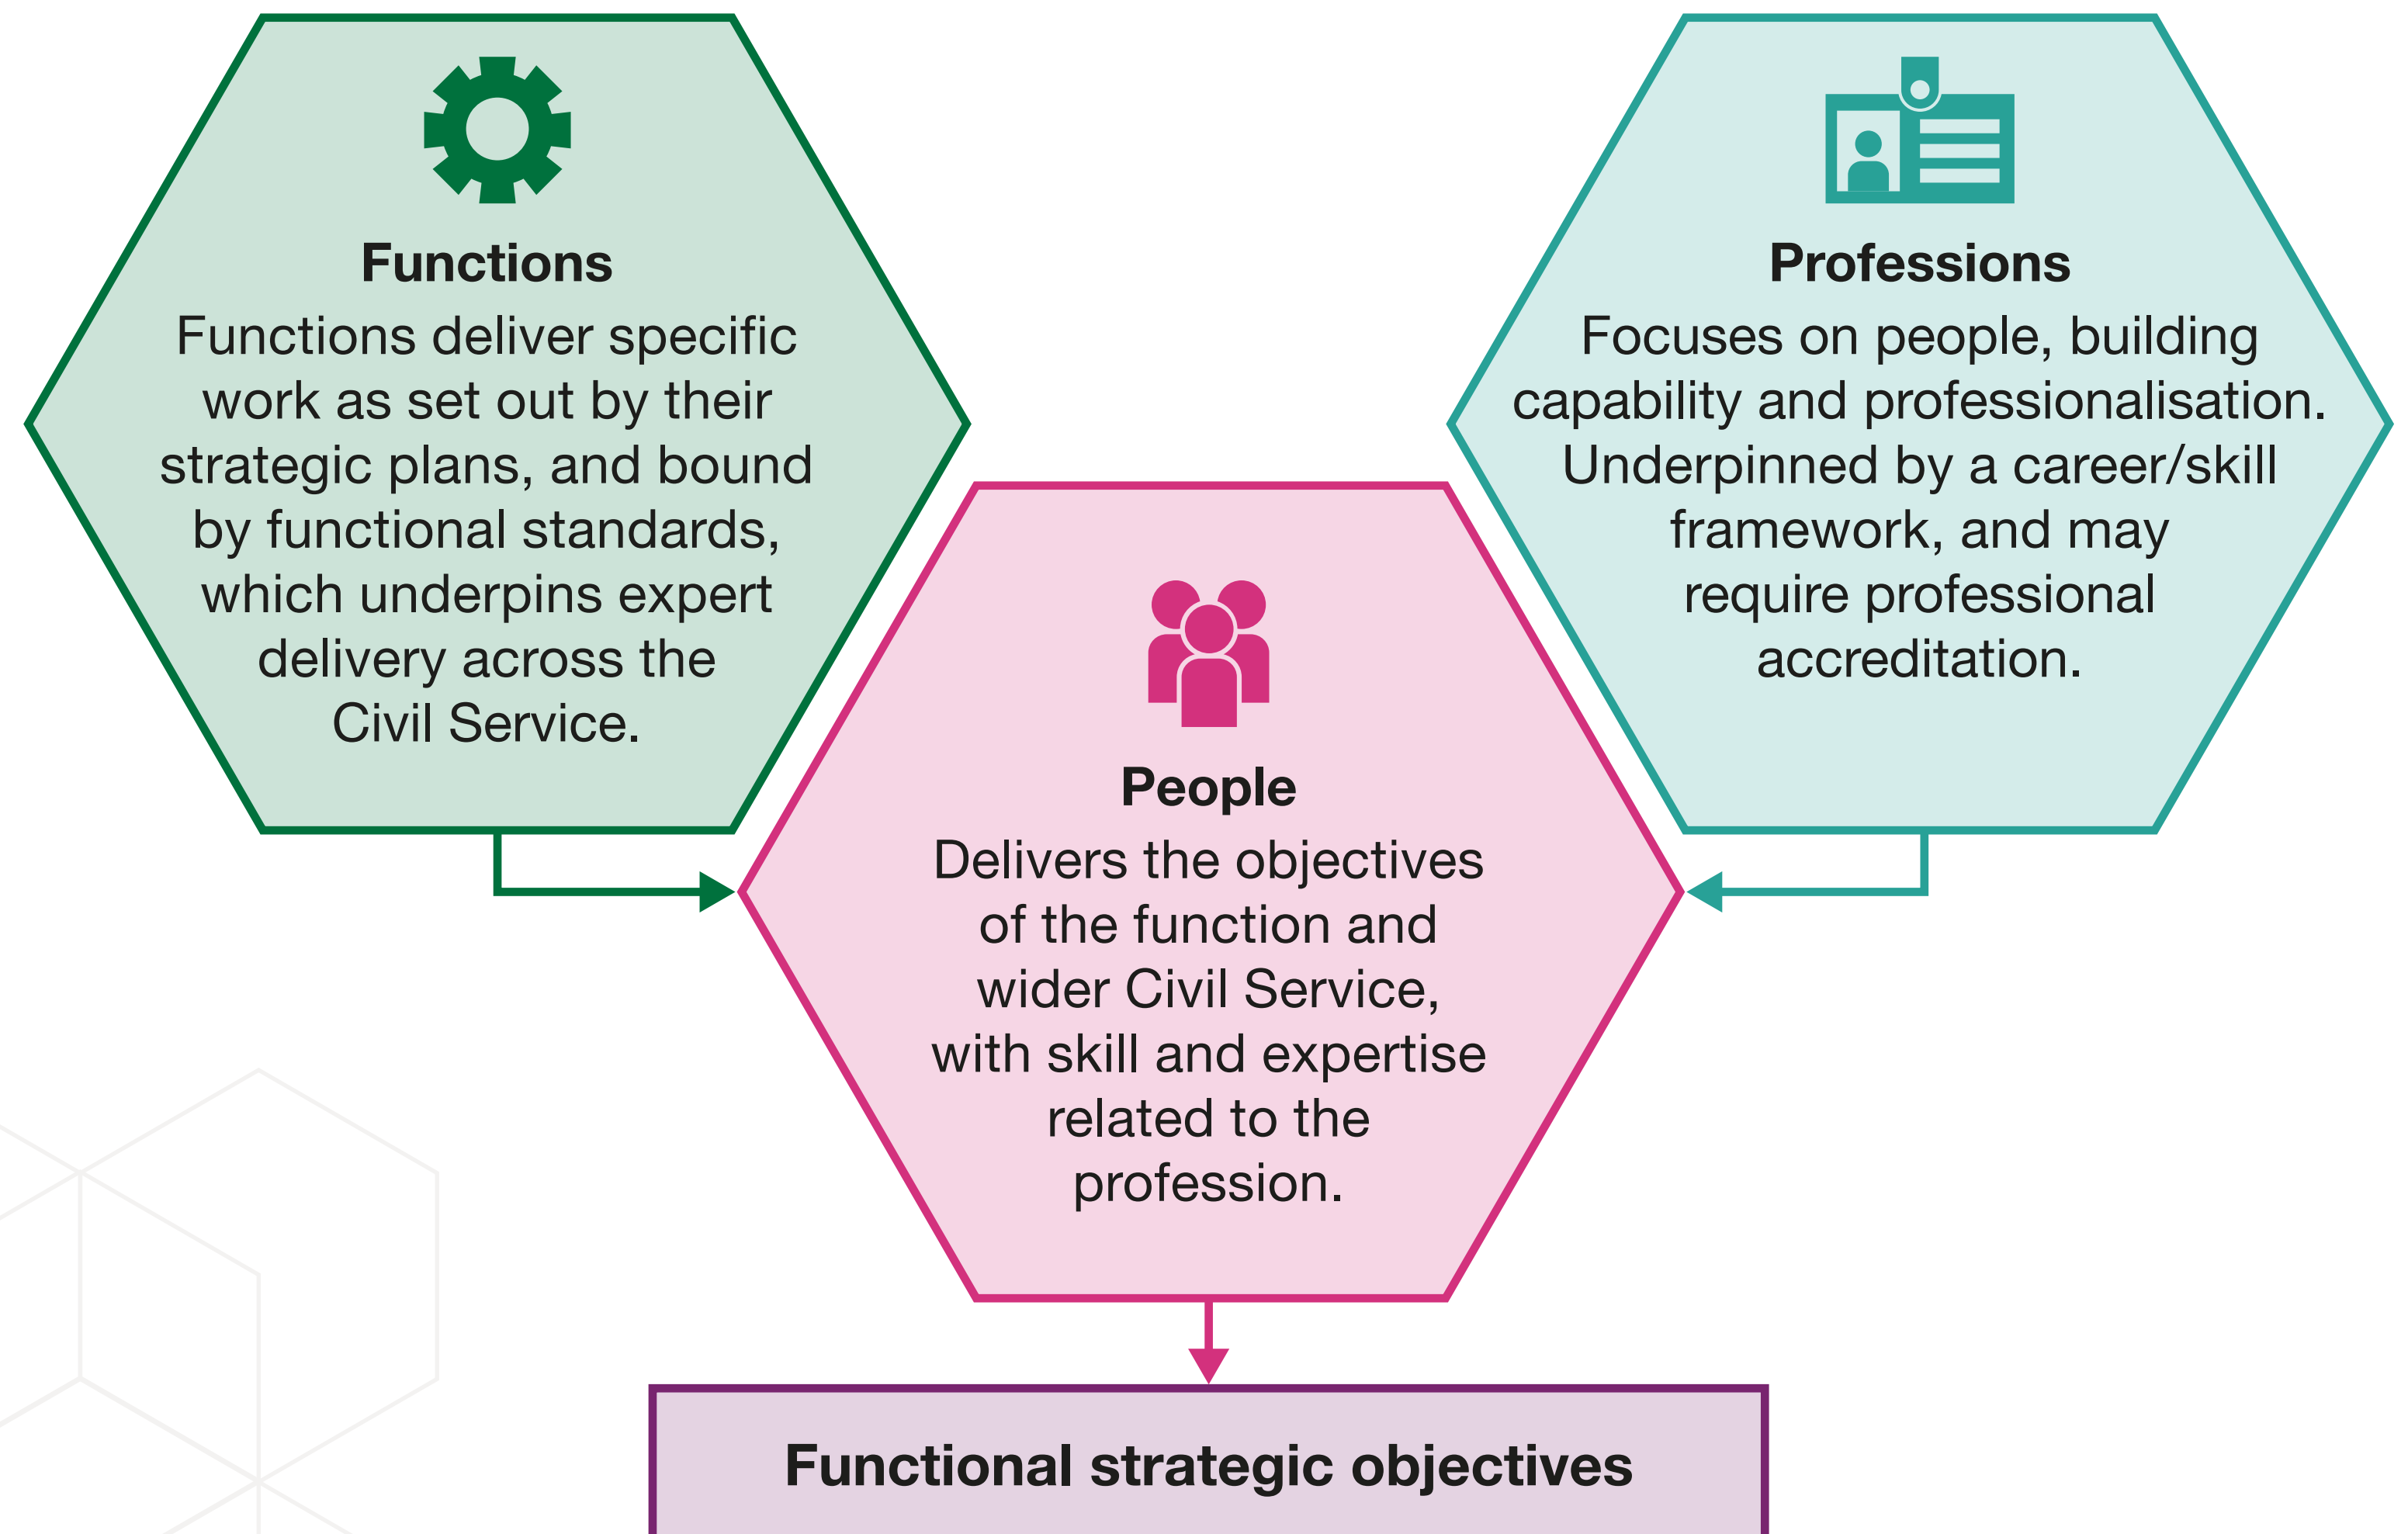 Functions
Functions deliver specific
work as set out by their
strategic plans, and bound
by functional standards,
which underpins expert
delivery across the
Civil Service.
Professions
Focuses on people, building
capability and professionalisation.
Underpinned by a career/skill
framework, and may
require professional
accreditation.
People
Delivers the objectives
of the function and
wider Civil Service,
with skill and expertise
related to the
profession.
Functional strategic objectives